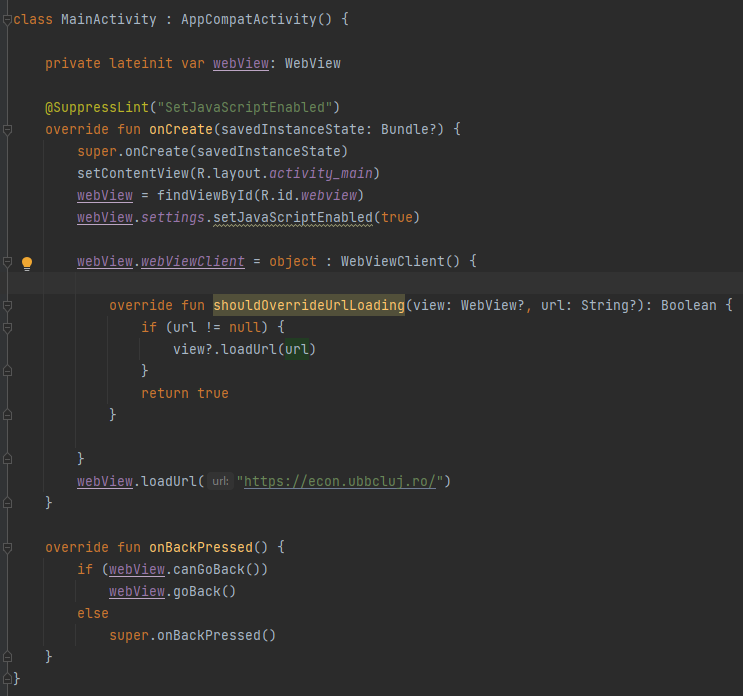 class MainActivity : AppCompatActivity() {
private lateinit var webView: WebView
@SuppressLint("SetJavaScriptEnabled")
override fun onCreate(savedInstanceState: Bundle?) {
super.onCreate(savedInstanceState)
setContentView(R.layout.activity_main)
webView = findViewById(R.id.webview)
webView.settings.setJavaScriptEnabled(true)
webView.webViewClient = object : WebViewClient() {
override fun shouldOverrideUrlLoading(view: WebView?, url: String?): Boolean {
if (url != null) {
view?.loadUrl(url)
}
return true
}
}
webView.loadUrl( url: "https://econ.ubbcluj.ro/")
}
override fun onBackPressed() {
if (webView.canGoBack())
webView.goBack()
else
super.onBackPressed()
}
}